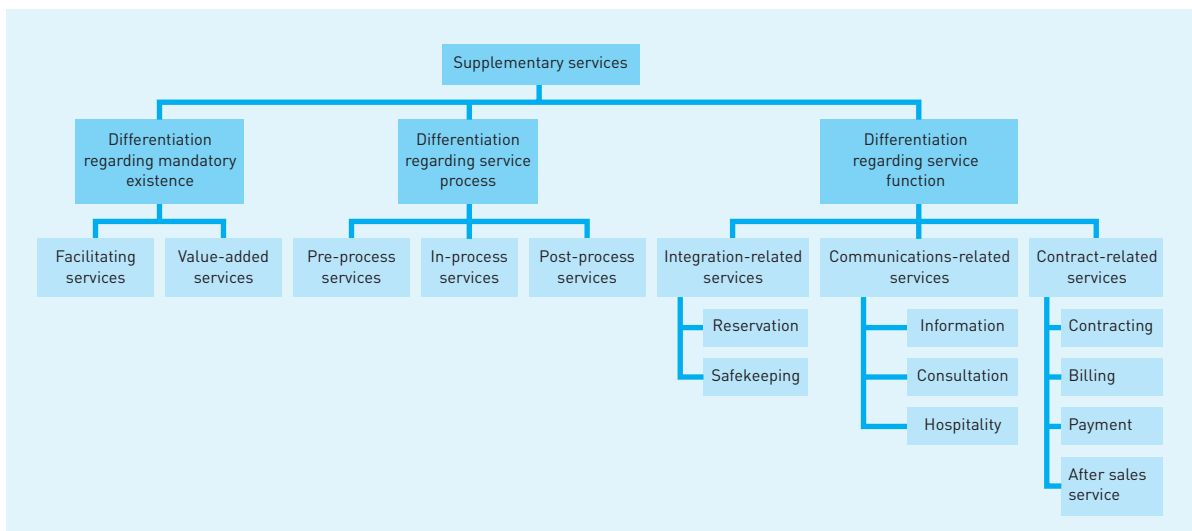 Supplementary services
Differentiation
regarding mandatory
existence
Differentiation
regarding service
process
Differentiation
regarding service
function
Facilitating
services
Value-added
services
Pre-process
services
In-process
services
Post-process
services
Integration-related
services
Communications-related
services
Contract-related
services
Reservation
Safekeeping
Information
Consultation
Hospitality
Contracting
Billing
Payment
After sales
service